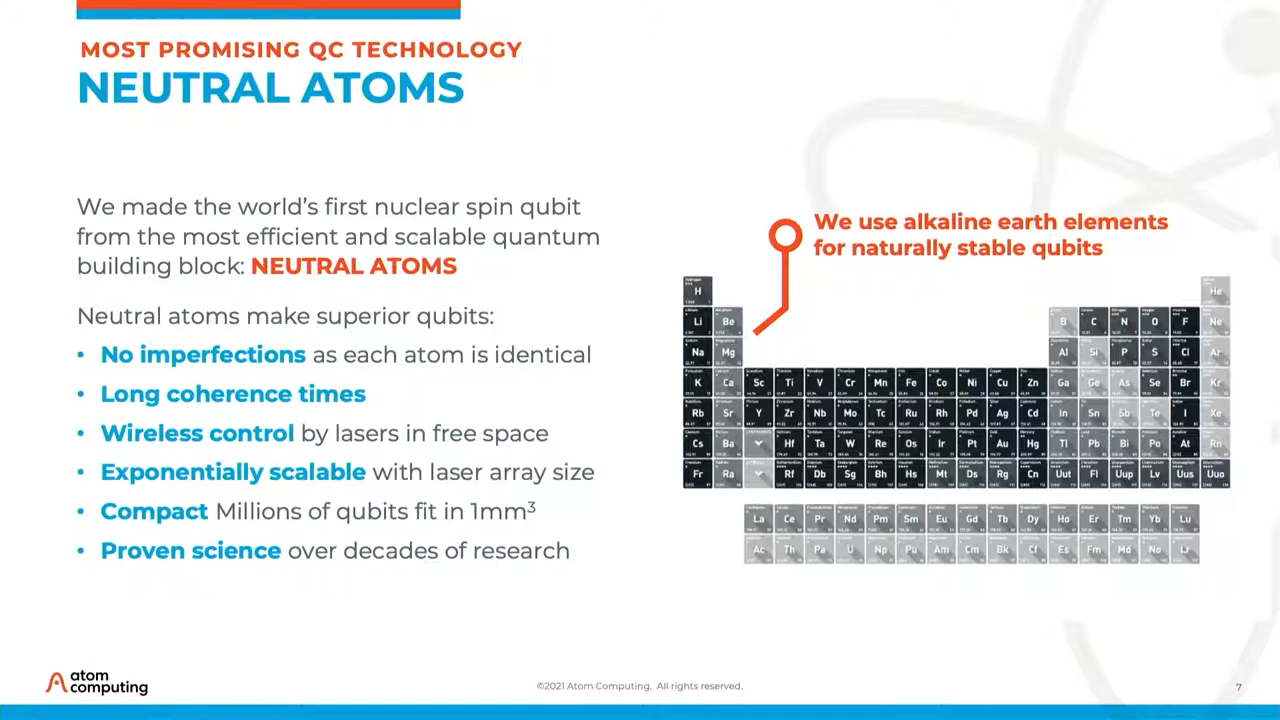 MOST PROMISING QC TECHNOLOGY
NEUTRAL ATOMS
We made the world's first nuclear spin qubit
from the most efficient and scalable quantum
building block: NEUTRAL ATOMS
Neutral atoms make superior qubits:
• No imperfections as each atom is identical
• Long coherence times
• Wireless control by lasers in free space
• Exponentially scalable with laser array size
• Compact Millions of qubits fit in 1mm³
• Proven science over decades of research
We use alkaline earth elements
for naturally stable qubits
H He
Li Be B C N O F Ne
Na Mg Al Si P S Cl Ar
K Ca Sc Ti V Cr Mn Fe Co Ni Cu Zn Ga Ge As Se Br Kr
Rb Sr Y Zr Nb Mo Tc Ru Rh Pd Ag Cd In Sn Sb Te I Xe
Cs Ba Hf Ta W Re Os Ir Pt Au Hg Tl Pb Bi Po At Rn
Fr Ra Rf Db Sg Bh Hs Mt Ds Rg Cn Uut Fl Uup Lv Uus Uuo
La Ce Pr Nd Pm Sm Eu Gd Tb Dy Ho Er Tm Yb Lu
Ac Th Pa U Np Pu Am Cm Bk Cf Es Fm Md No Lr
atom
computing
©2021 Atom Computing. All rights reserved.
7